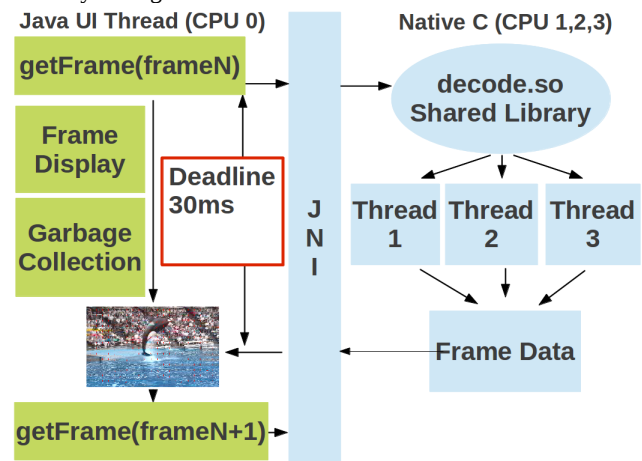 Java UI Thread (CPU 0)
getFrame(frameN)
Frame
Display
Garbage
Collection
Deadline
30ms
getFrame(frameN+1)
J
N
I
Native C (CPU 1,2,3)
decode.so
Shared Library
Thread
1
Thread
2
Thread
3
Frame Data